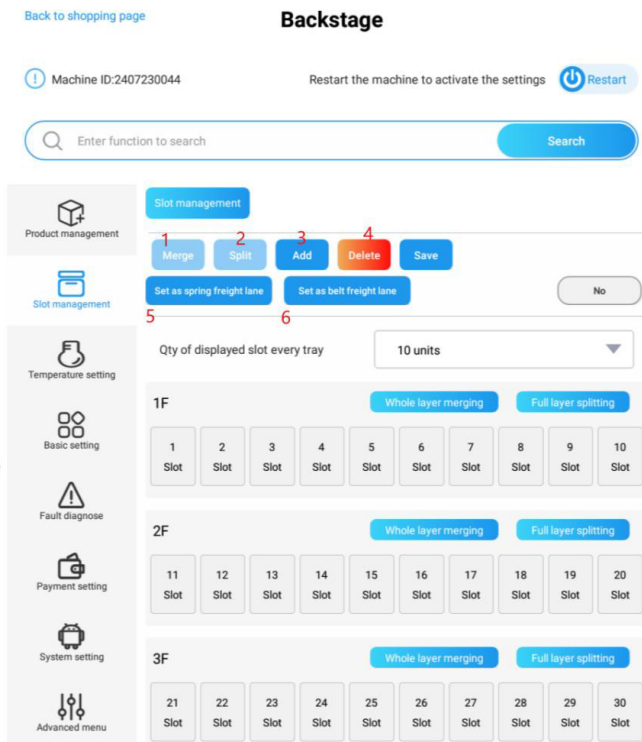 Back to shopping page
Backstage
Machine ID:2407230044
Restart the machine to activate the settings
Restart
Enter function to search
Search
Product management
Slot management
Temperature setting
Basic setting
Fault diagnose
Payment setting
System setting
Advanced menu
Slot management
1 2 3 4
Merge Split Add Delete Save
Set as spring freight lane Set as belt freight lane No
5 6
Qty of displayed slot every tray 10 units
1F Whole layer merging Full layer splitting
1 2 3 4 5 6 7 8 9 10
Slot Slot Slot Slot Slot Slot Slot Slot Slot Slot
2F Whole layer merging Full layer splitting
11 12 13 14 15 16 17 18 19 20
Slot Slot Slot Slot Slot Slot Slot Slot Slot Slot
3F Whole layer merging Full layer splitting
21 22 23 24 25 26 27 28 29 30
Slot Slot Slot Slot Slot Slot Slot Slot Slot Slot